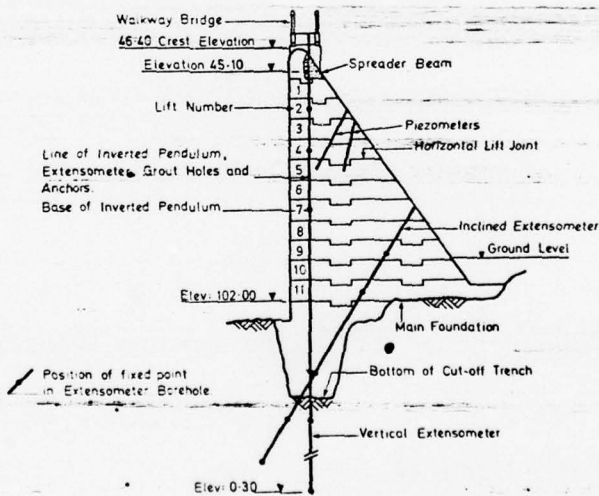 Walkway Bridge
46·40 Crest Elevation
Elevation 45·10
Spreader Beam
1
Lift Number
2
3
Piezometers
4
Horizontal Lift Joint
Line of Inverted Pendulum,
Extensometer, Grout Holes and
Anchors.
5
6
Base of Inverted Pendulum
7
Inclined Extensometer
8
9
Ground Level
10
11
Elev: 102·00
Main Foundation
Position of fixed point
in Extensometer Borehole.
Bottom of Cut-off Trench
Vertical Extensometer
Elev: 0·30